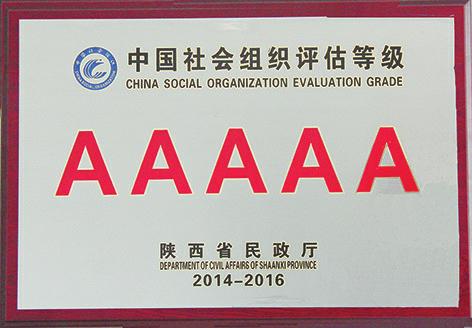 中国社会组织评估等级
CHINA SOCIAL ORGANIZATION EVALUATION GRADE
AAAAA
陕西省民政厅
DEPARTMENT OF CIVIL AFFAIRS OF SHAANXI PROVINCE
2014-2016